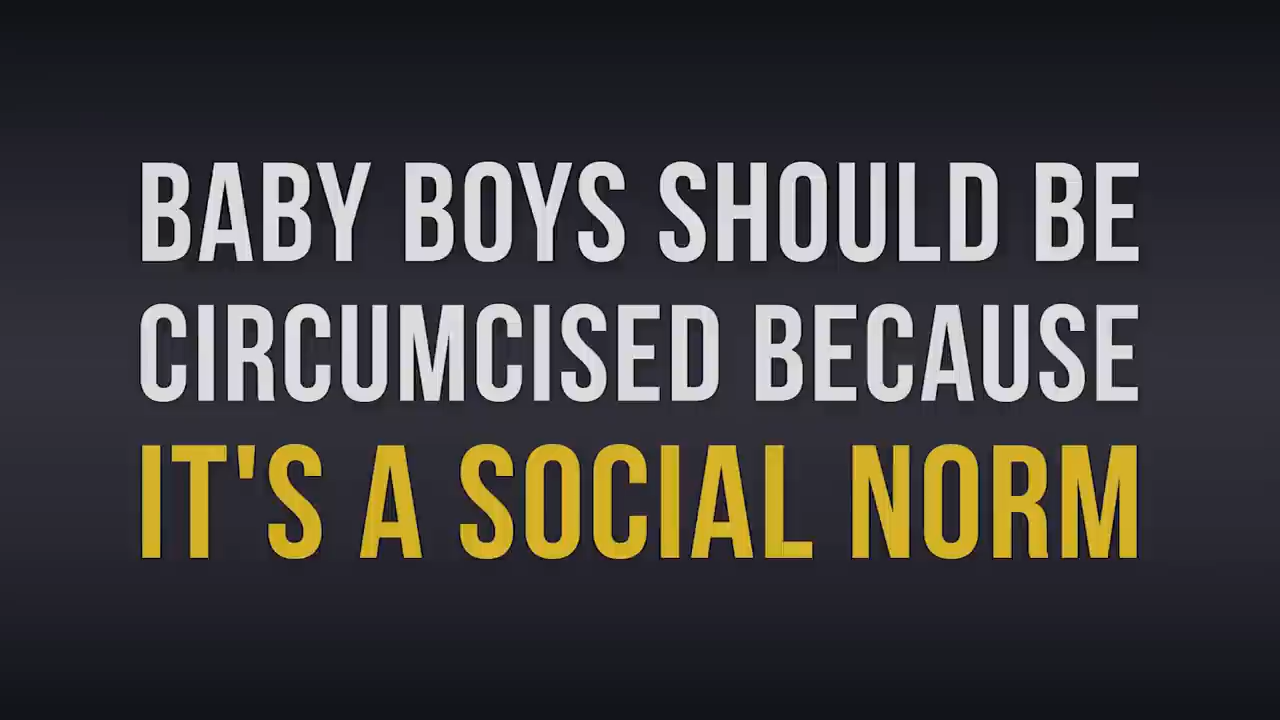 BABY BOYS SHOULD BE
CIRCUMCISED BECAUSE
IT'S A SOCIAL NORM